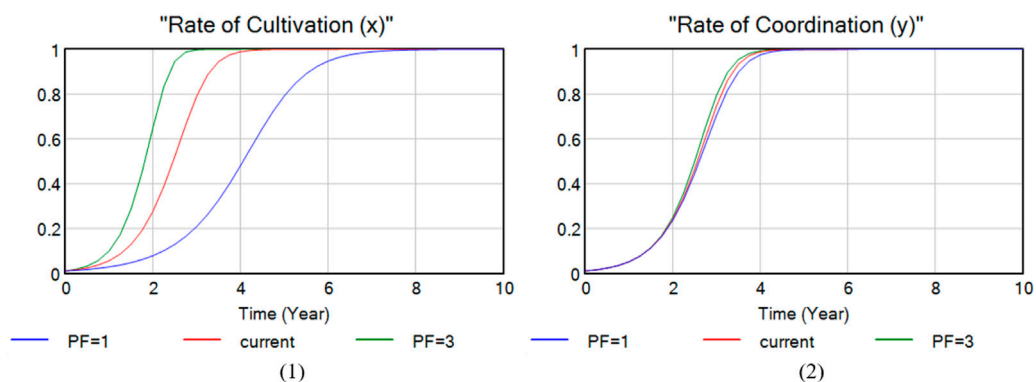 "Rate of Cultivation (x)"
1
0.8
0.6
0.4
0.2
0
0 2 4 6 8 10
Time (Year)
PF=1 current PF=3
(1)
"Rate of Coordination (y)"
1
0.8
0.6
0.4
0.2
0
0 2 4 6 8 10
Time (Year)
PF=1 current PF=3
(2)